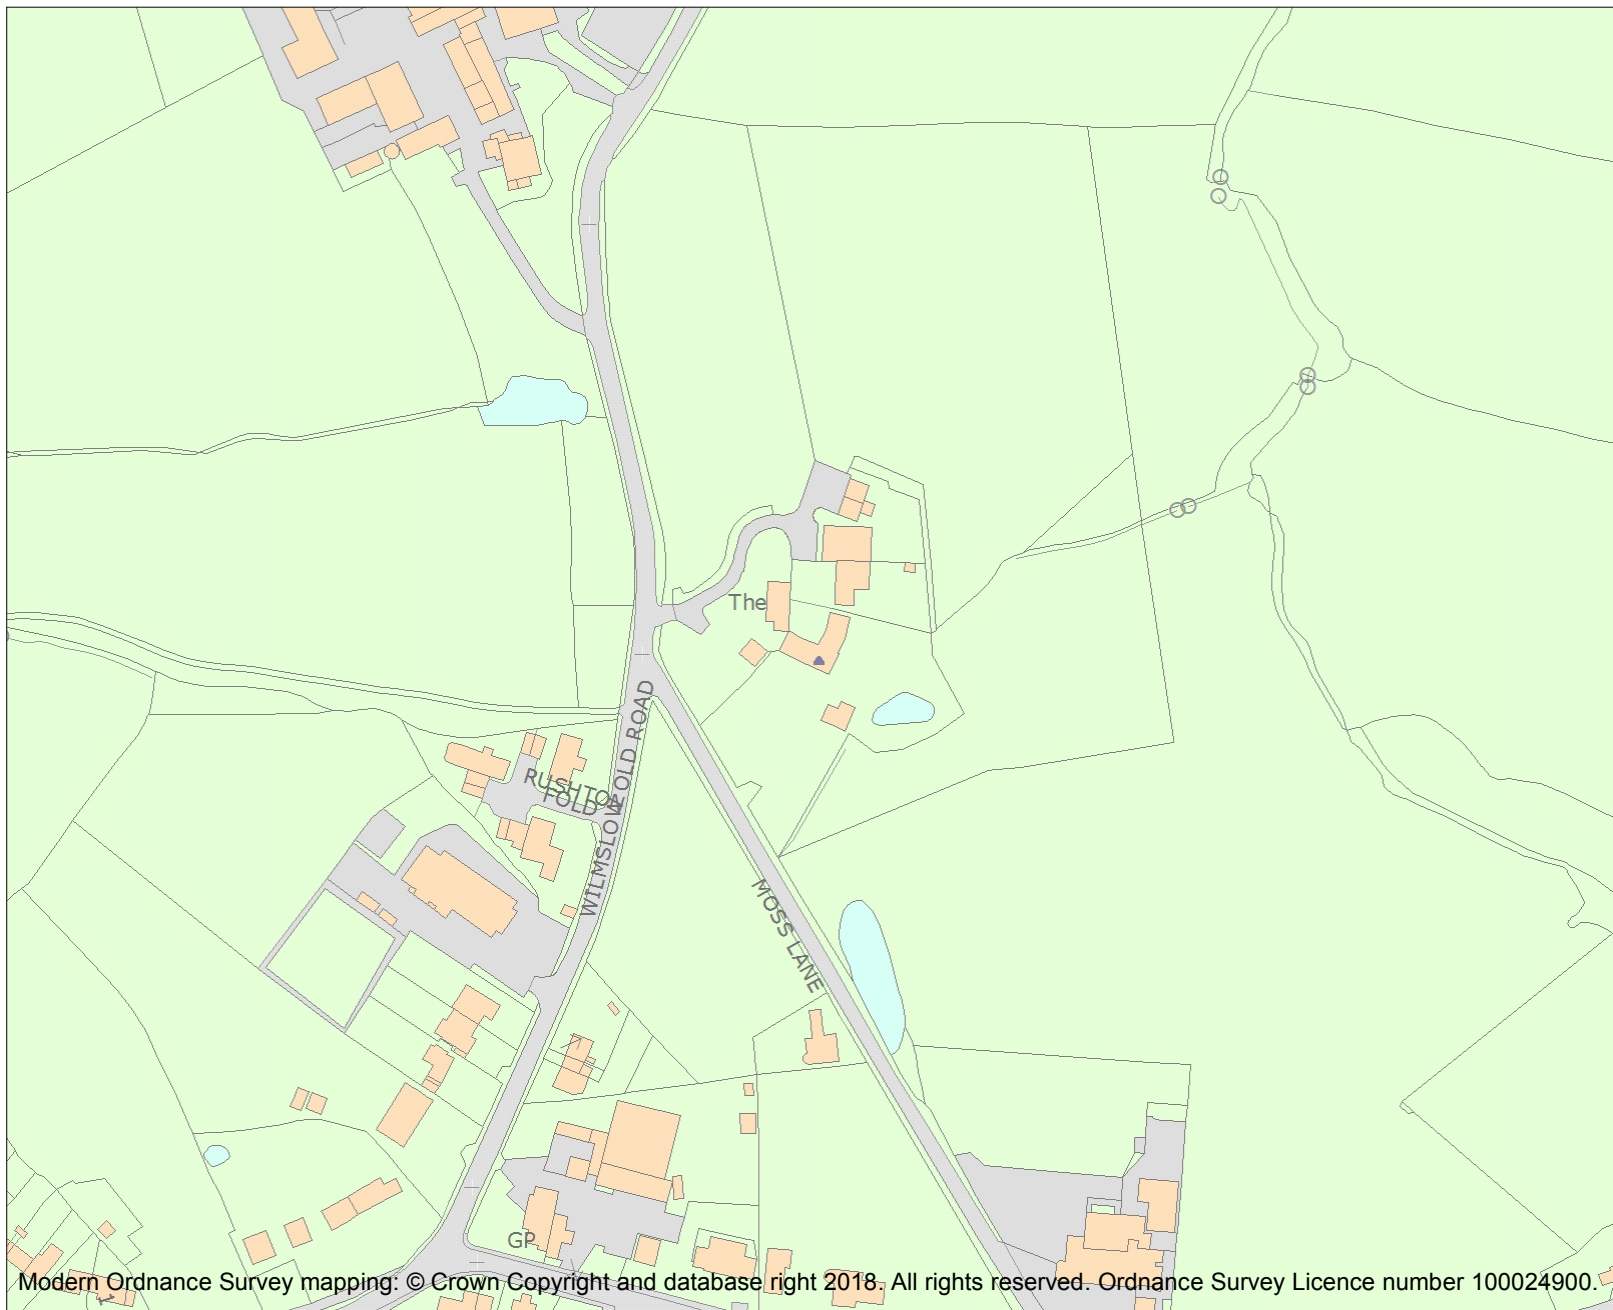 The
WILMSLOW OLD ROAD
RUSHTON
FOLD
MOSS LANE
GP
Modern Ordnance Survey mapping: © Crown Copyright and database right 2018. All rights reserved. Ordnance Survey Licence number 100024900.